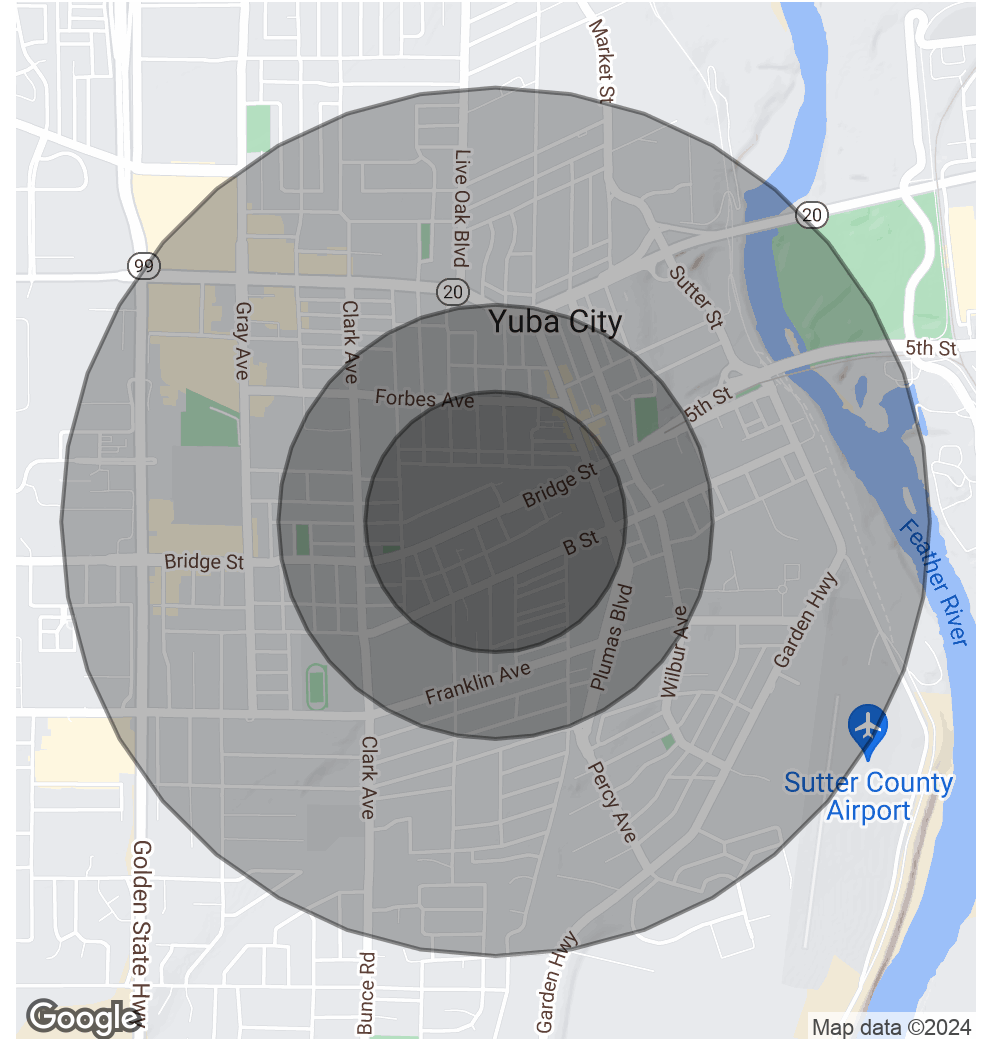 Market St
Live Oak Blvd
20
99
20
Sutter St
Yuba City
Gray Ave
Clark Ave
5th St
Forbes Ave
5th St
Bridge St
B St
Bridge St
Feather River
Garden Hwy
Plumas Blvd
Wilbur Ave
Franklin Ave
Clark Ave
Percy Ave
Sutter County
Airport
Golden State Hwy
Bunce Rd
Garden Hwy
Google
Map data ©2024